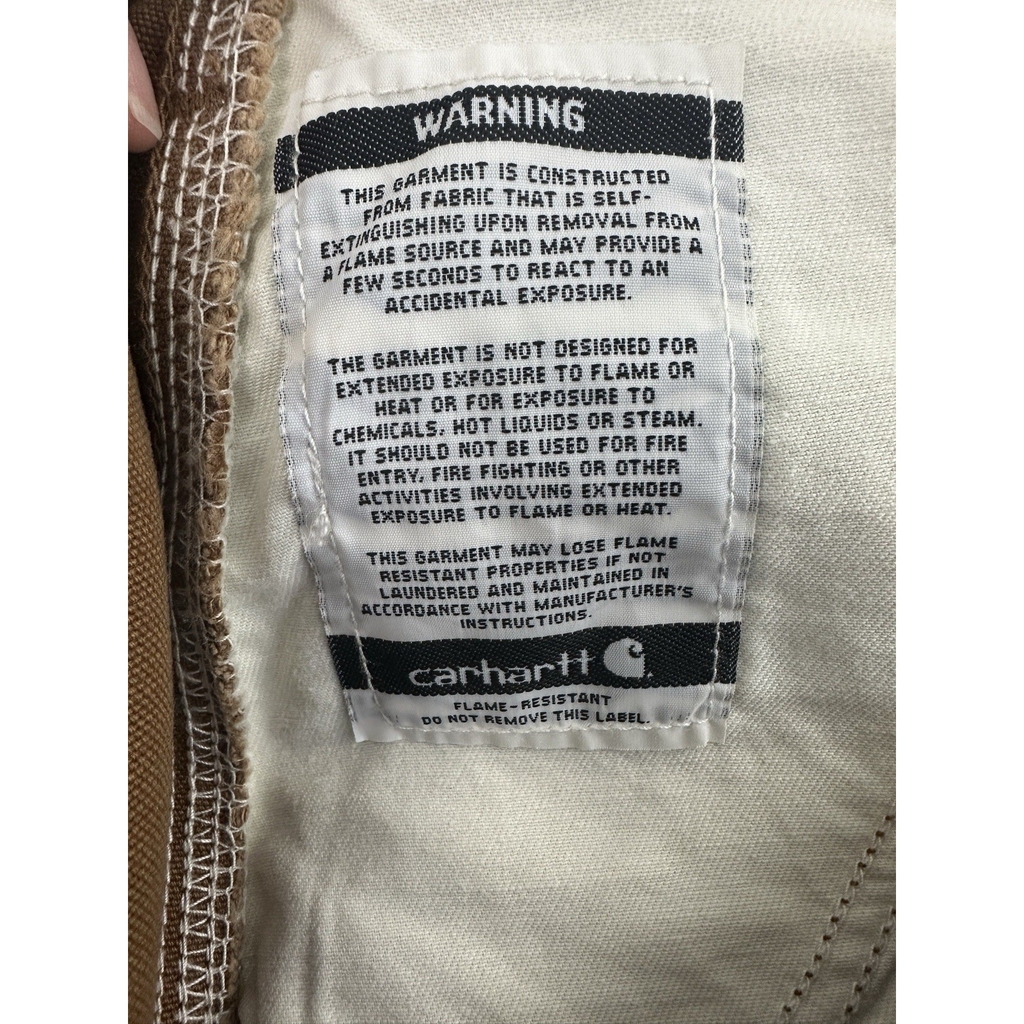 WARNING
THIS GARMENT IS CONSTRUCTED
FROM FABRIC THAT IS SELF-
EXTINGUISHING UPON REMOVAL FROM
A FLAME SOURCE AND MAY PROVIDE A
FEW SECONDS TO REACT TO AN
ACCIDENTAL EXPOSURE.
THE GARMENT IS NOT DESIGNED FOR
EXTENDED EXPOSURE TO FLAME OR
HEAT OR FOR EXPOSURE TO
CHEMICALS, HOT LIQUIDS OR STEAM.
IT SHOULD NOT BE USED FOR FIRE
ENTRY, FIRE FIGHTING OR OTHER
ACTIVITIES INVOLVING EXTENDED
EXPOSURE TO FLAME OR HEAT.
THIS GARMENT MAY LOSE FLAME
RESISTANT PROPERTIES IF NOT
LAUNDERED AND MAINTAINED IN
ACCORDANCE WITH MANUFACTURER'S
INSTRUCTIONS.
carhartt
FLAME-RESISTANT
DO NOT REMOVE THIS LABEL.